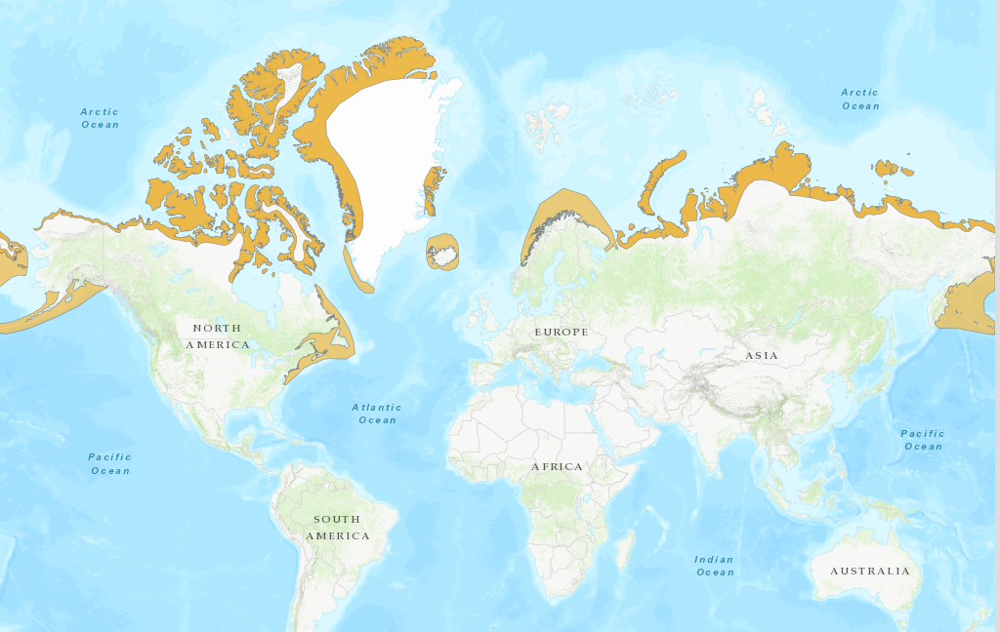 Arctic
Ocean
Arctic
Ocean
NORTH
AMERICA
EUROPE
ASIA
Atlantic
Ocean
Pacific
Ocean
Pacific
Ocean
AFRICA
SOUTH
AMERICA
Indian
Ocean
AUSTRALIA